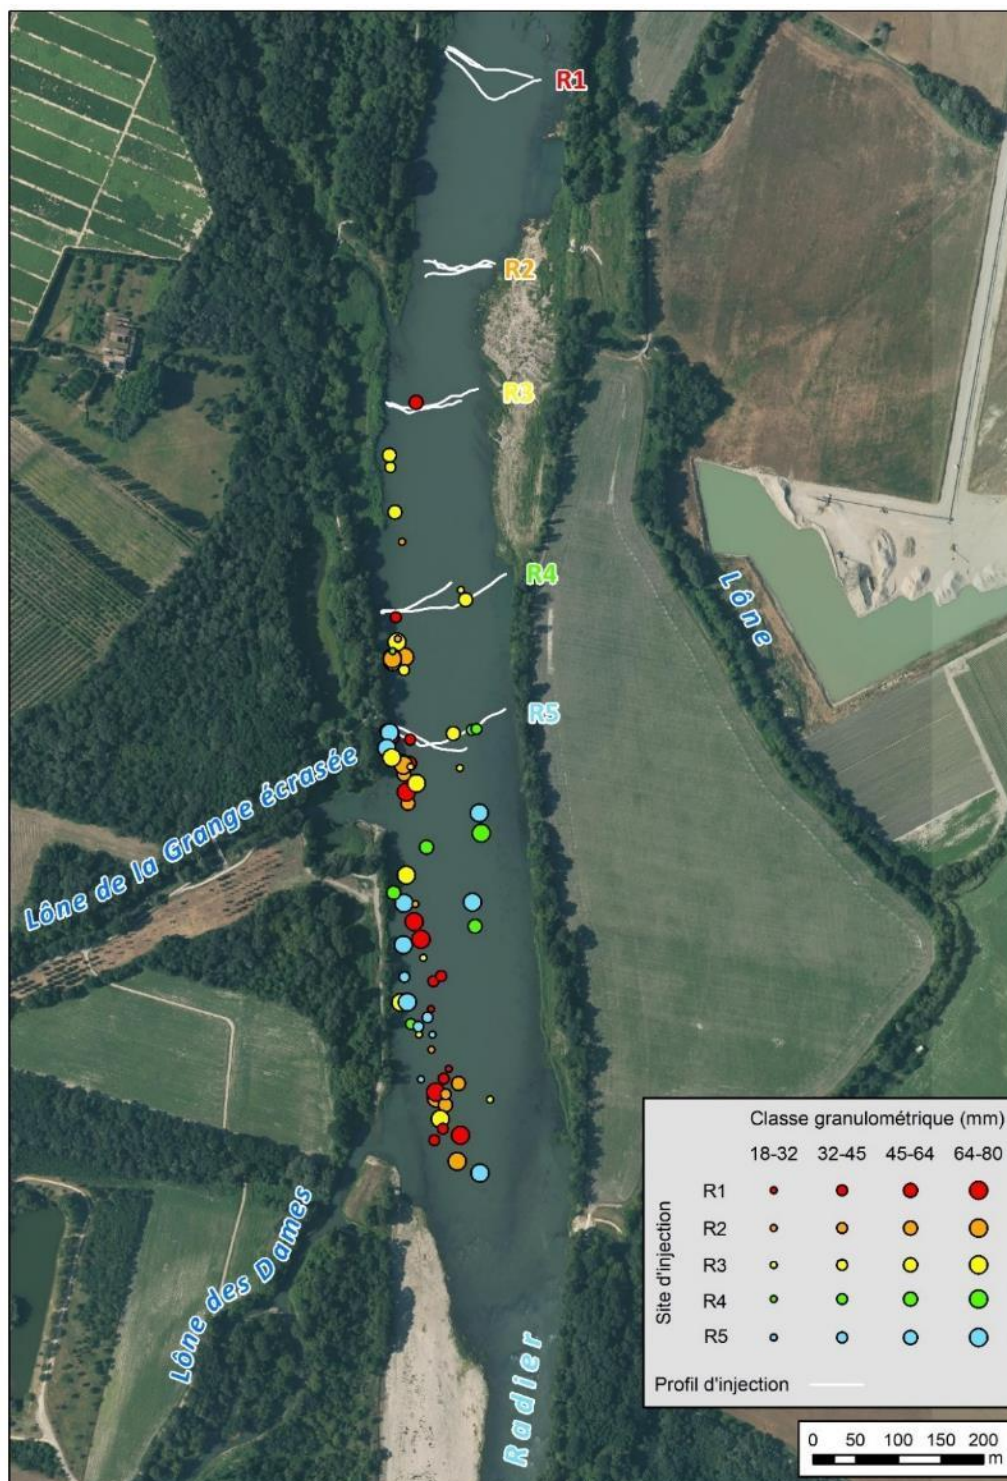 R1
R2
R3
R4
Lône
R5
Lône de la Grange écrasée
Lône des Dames
Radier
Classe granulométrique (mm)
18-32 32-45 45-64 64-80
Site d'injection
R1
R2
R3
R4
R5
Profil d'injection
0 50 100 150 200
m